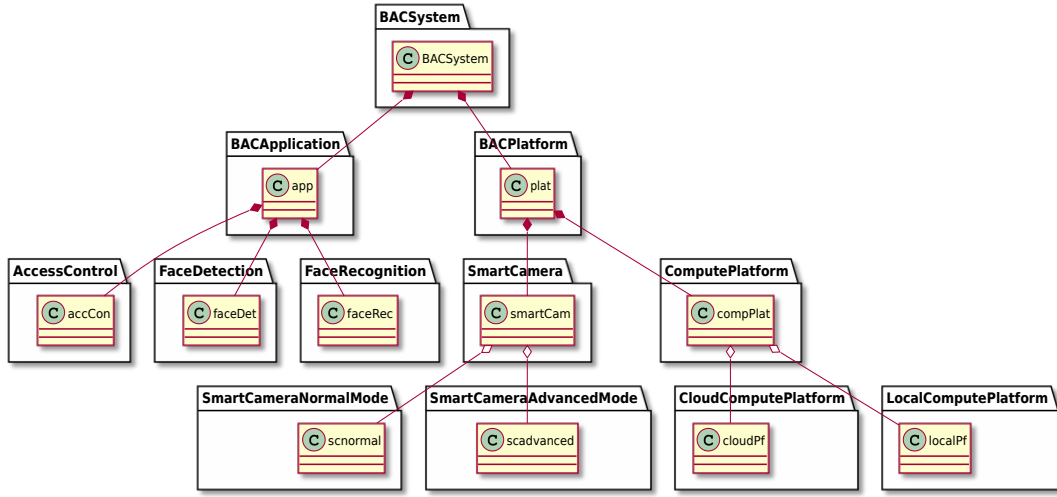 BACSystem
C BACSystem
BACApplication
BACPlatform
C app
C plat
AccessControl
FaceDetection
FaceRecognition
SmartCamera
ComputePlatform
C accCon
C faceDet
C faceRec
C smartCam
C compPlat
SmartCameraNormalMode
SmartCameraAdvancedMode
CloudComputePlatform
LocalComputePlatform
C scnormal
C scadvanced
C cloudPf
C localPf